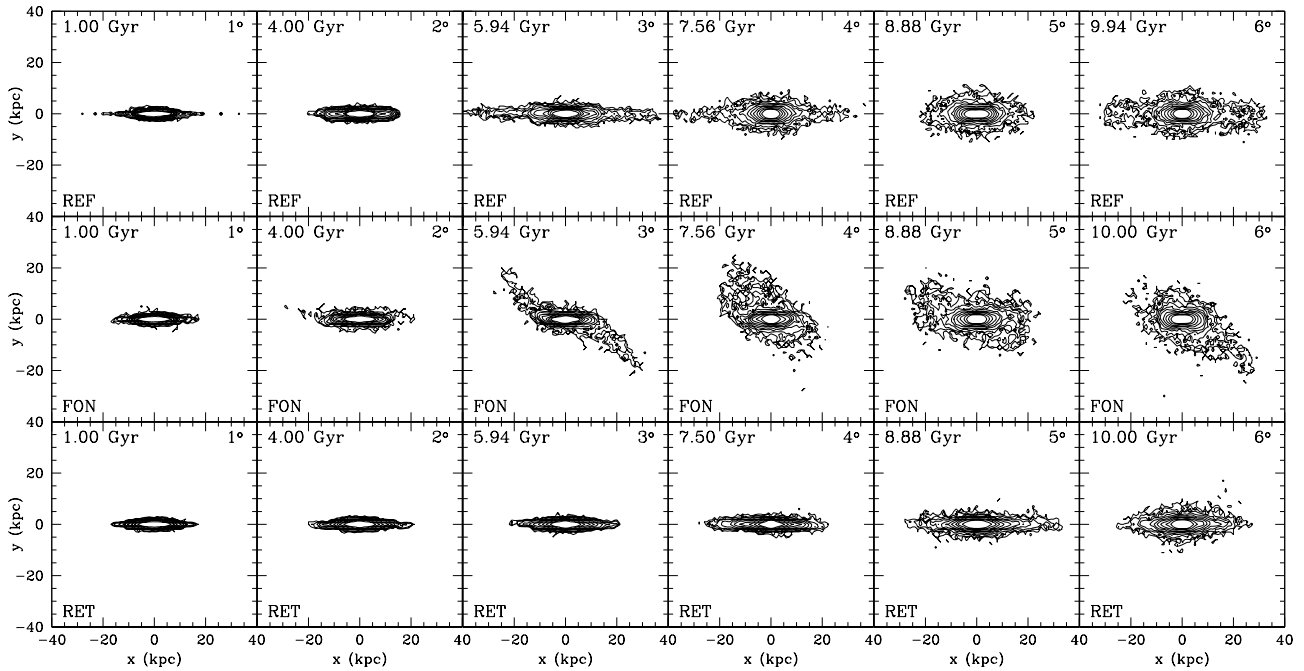 40
1.00 Gyr 1° 4.00 Gyr 2° 5.94 Gyr 3° 7.56 Gyr 4° 8.88 Gyr 5° 9.94 Gyr 6°
20
y (kpc) 0
−20
REF REF REF REF REF REF
40
1.00 Gyr 1° 4.00 Gyr 2° 5.94 Gyr 3° 7.56 Gyr 4° 8.88 Gyr 5° 10.00 Gyr 6°
20
y (kpc) 0
−20
FON FON FON FON FON FON
40
1.00 Gyr 1° 4.00 Gyr 2° 5.94 Gyr 3° 7.50 Gyr 4° 8.88 Gyr 5° 10.00 Gyr 6°
20
y (kpc) 0
−20
RET RET RET RET RET RET
−40
−40 −20 0 20 40 −20 0 20 40 −20 0 20 40 −20 0 20 40 −20 0 20 40 −20 0 20 40
x (kpc) x (kpc) x (kpc) x (kpc) x (kpc) x (kpc)